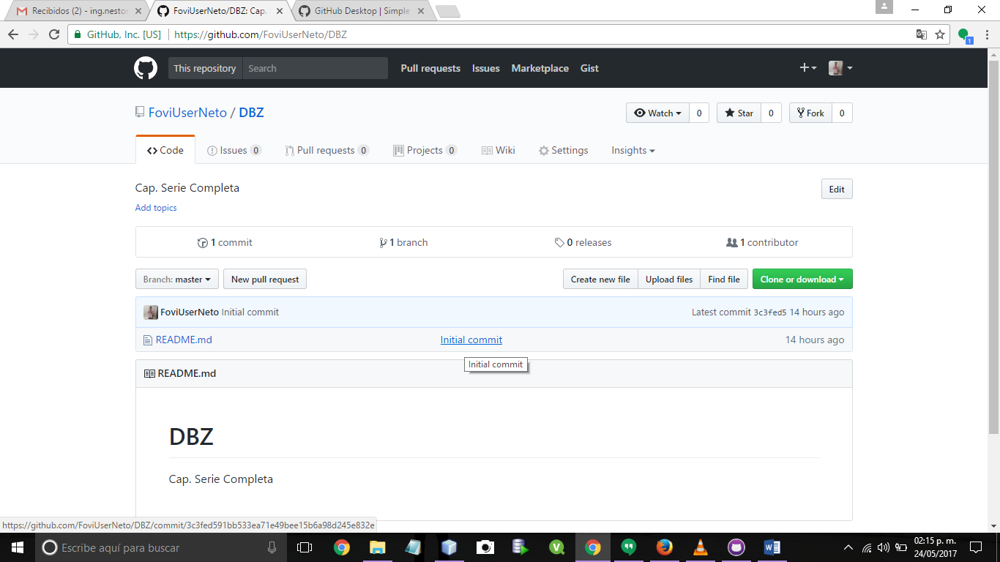 Recibidos (2) - ing.nestor
FoviUserNeto/DBZ: Cap.
GitHub Desktop | Simple
GitHub, Inc. [US]
https://github.com/FoviUserNeto/DBZ
1
This repository
Search
Pull requests
Issues
Marketplace
Gist
FoviUserNeto / DBZ
Watch 0
Star 0
Fork 0
Code
Issues 0
Pull requests 0
Projects 0
Wiki
Settings
Insights
Cap. Serie Completa
Edit
Add topics
1 commit
1 branch
0 releases
1 contributor
Branch: master
New pull request
Create new file
Upload files
Find file
Clone or download
FoviUserNeto Initial commit
Latest commit 3c3fed5 14 hours ago
README.md
Initial commit
14 hours ago
Initial commit
README.md
DBZ
Cap. Serie Completa
https://github.com/FoviUserNeto/DBZ/commit/3c3fed591bb533ea71e49bee15b6a98d245e832e
Escribe aquí para buscar
02:15 p. m.
24/05/2017